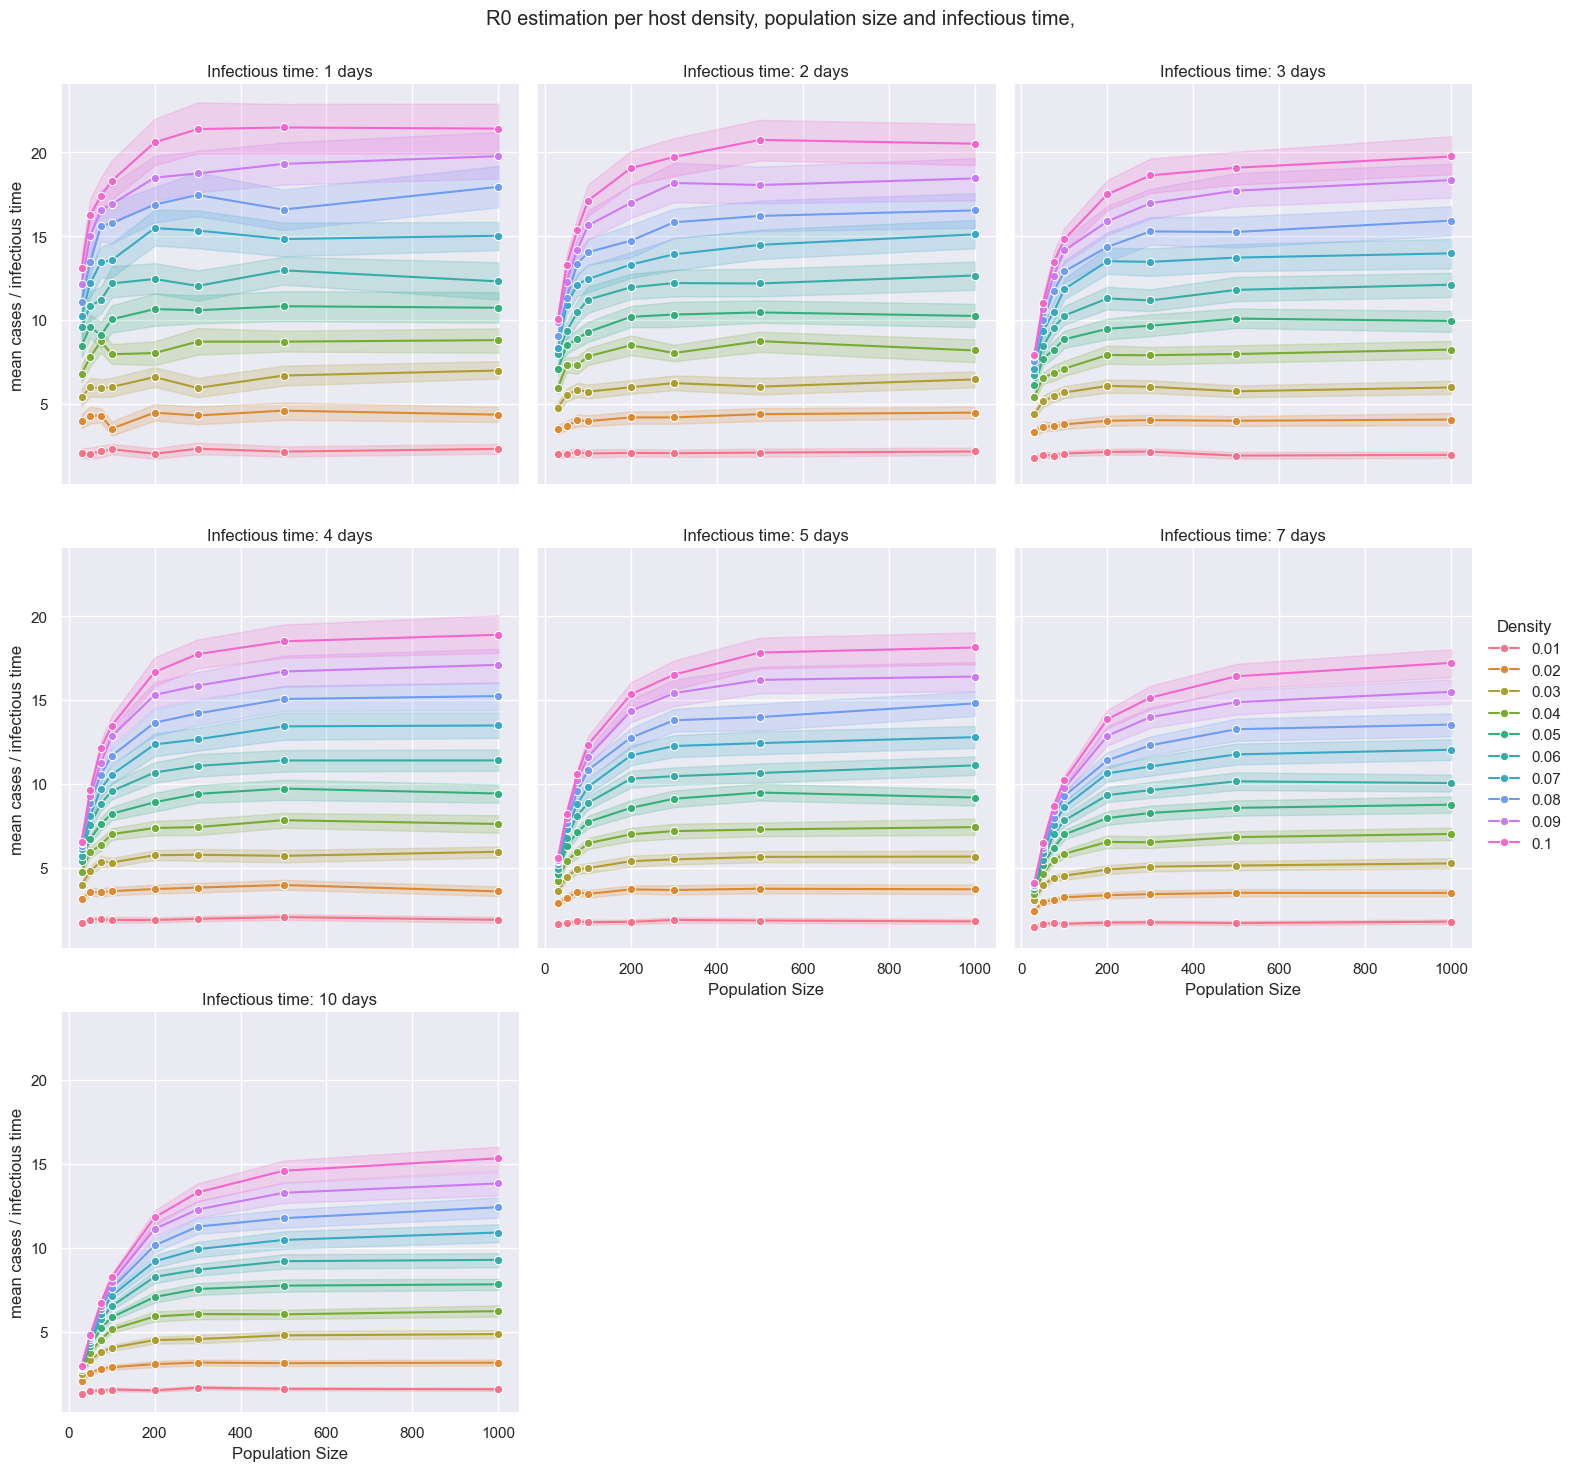 R0 estimation per host density, population size and infectious time,
Infectious time: 1 days
Infectious time: 2 days
Infectious time: 3 days
mean cases / infectious time
20
15
10
5
Infectious time: 4 days
Infectious time: 5 days
Infectious time: 7 days
mean cases / infectious time
20
15
10
5
0
200
400
600
800
1000
Population Size
0
200
400
600
800
1000
Population Size
Density
0.01
0.02
0.03
0.04
0.05
0.06
0.07
0.08
0.09
0.1
Infectious time: 10 days
mean cases / infectious time
20
15
10
5
0
200
400
600
800
1000
Population Size